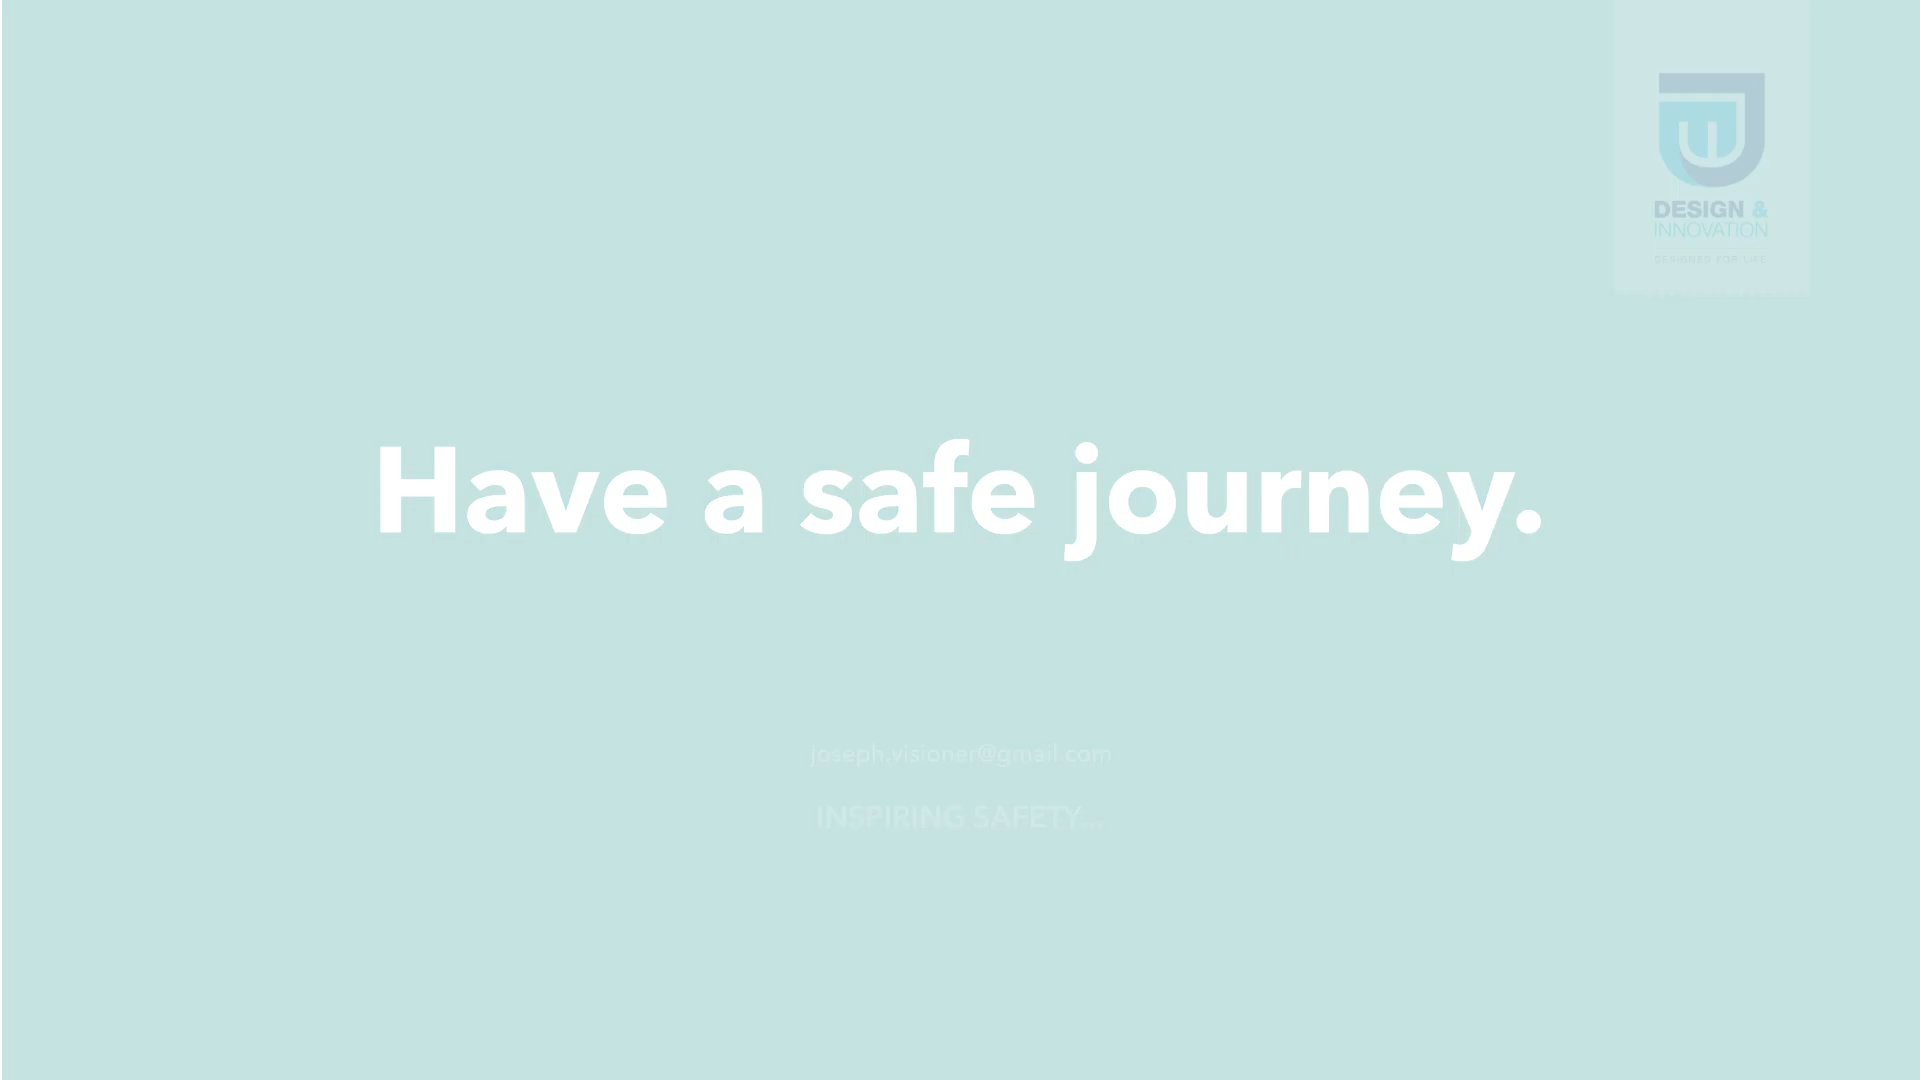 DESIGN &
INNOVATION
DESIGNED FOR LIFE
Have a safe journey.
joseph.visioner@gmail.com
INSPIRING SAFETY...